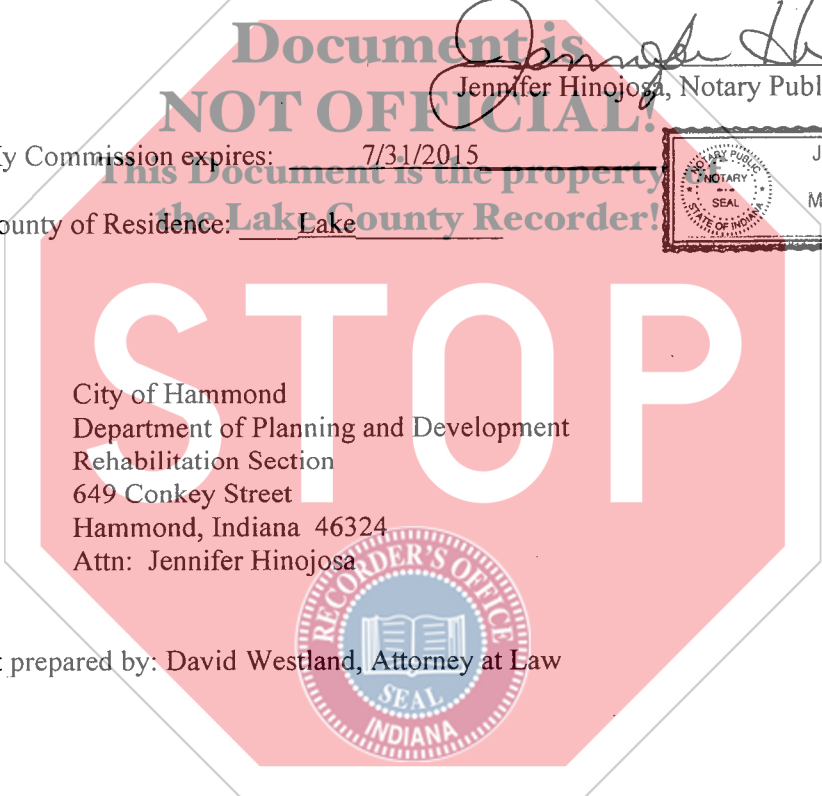 Document is
NOT OFFICIAL!
Jennifer Hinojosa, Notary Publ
y Commission expires: 7/31/2015
This Document is the property of
the Lake County Recorder!
ounty of Residence: Lake
NOTARY PUBLIC
NOTARY
SEAL
STATE OF INDIANA
J
M
STOP
City of Hammond
Department of Planning and Development
Rehabilitation Section
649 Conkey Street
Hammond, Indiana 46324
Attn: Jennifer Hinojosa
RECORDER'S OFFICE
SEAL
INDIANA
prepared by: David Westland, Attorney at Law